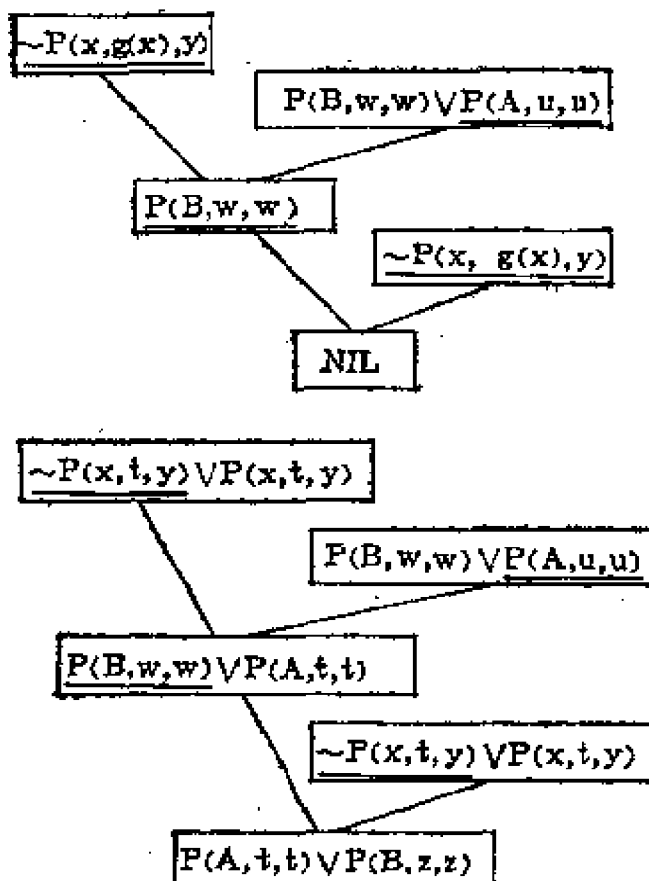 ~P(x,g(x),y)
P(B,w,w)∨P(A,u,u)
P(B,w,w)
~P(x, g(x),y)
NIL
~P(x,t,y)∨P(x,t,y)
P(B,w,w)∨P(A,u,u)
P(B,w,w)∨P(A,t,t)
~P(x,t,y)∨P(x,t,y)
P(A,t,t)∨P(B,z,z)